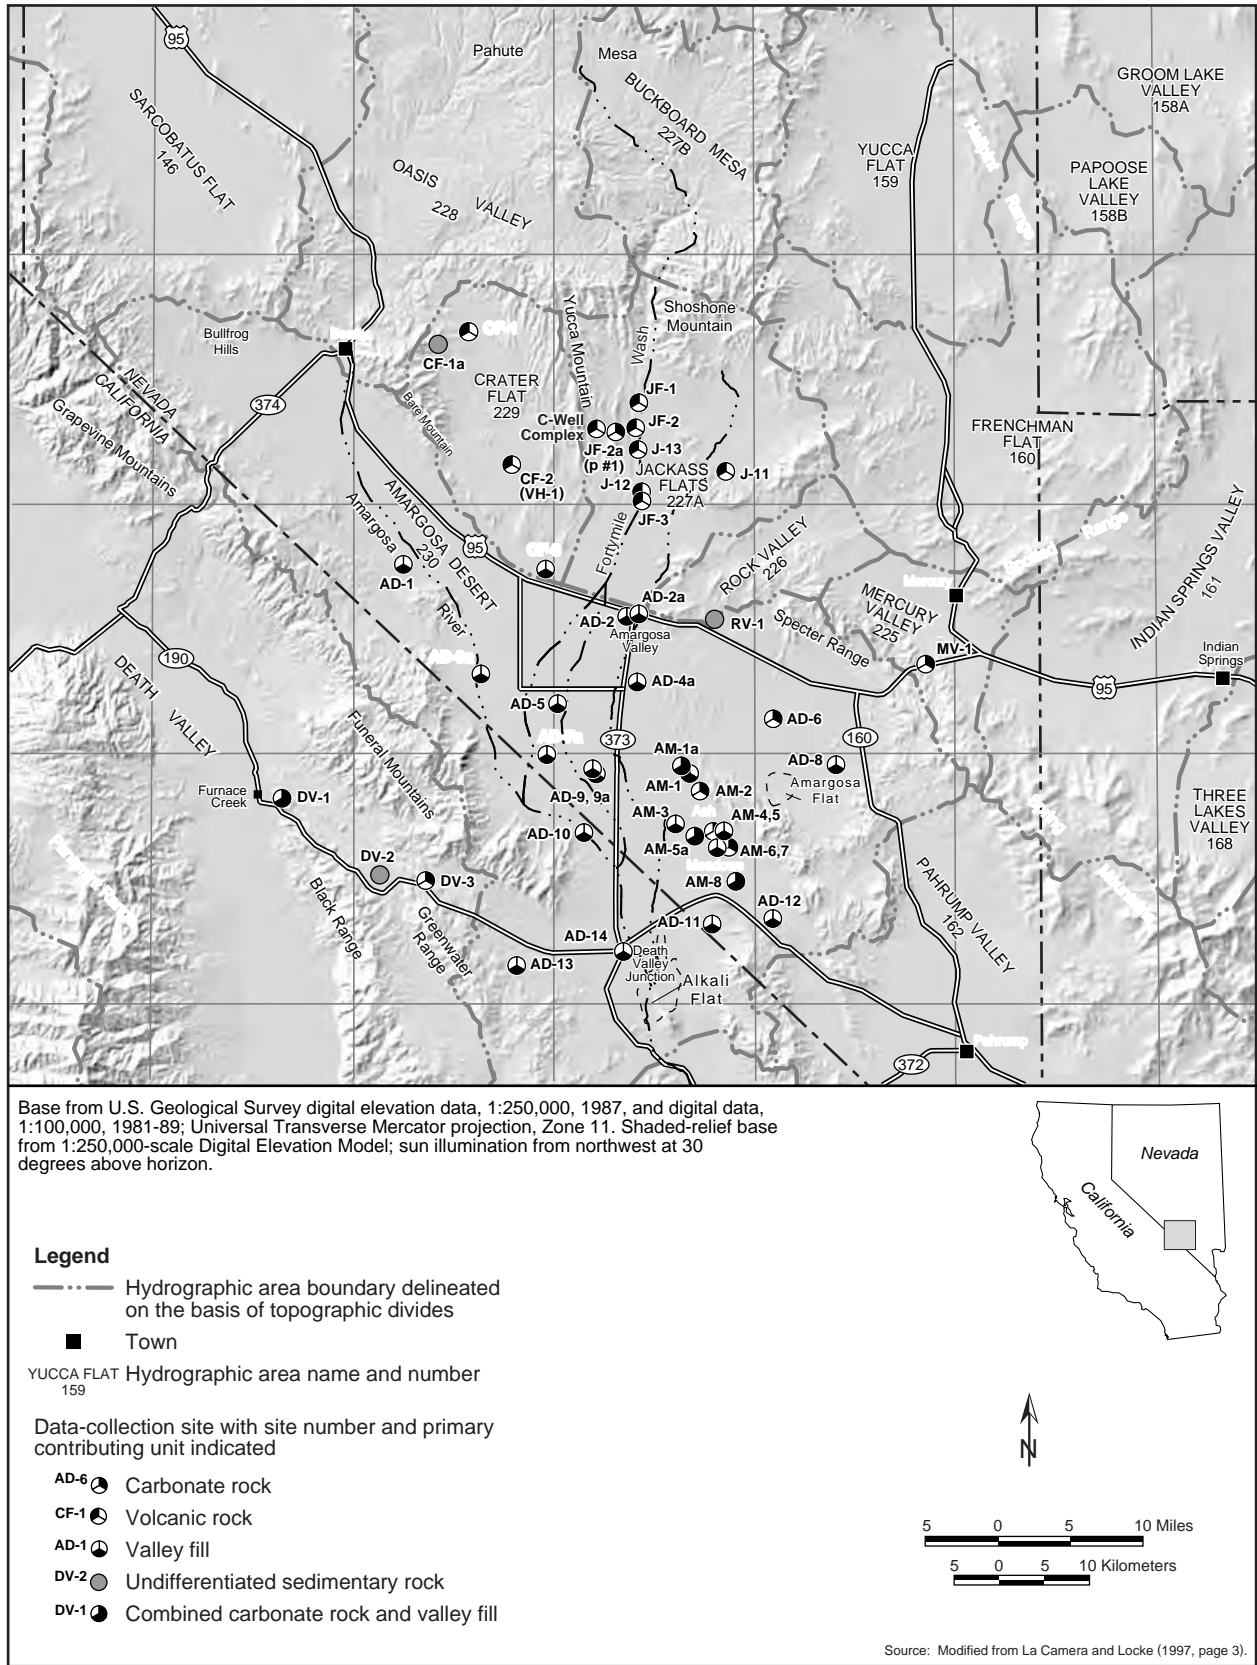 95
Pahute
Mesa
GROOM LAKE
VALLEY
158A
SARCOBATUS FLAT
146
BUCKBOARD MESA
227B
YUCCA
FLAT
159
Halfpint
Range
PAPOOSE
LAKE
VALLEY
158B
OASIS
VALLEY
228
Bullfrog
Hills
CF-1
CF-1a
Yucca Mountain
Wash
Shoshone
Mountain
NEVADA
CALIFORNIA
374
Grapevine Mountains
Bare Mountain
CRATER
FLAT
229
C-Well
Complex
JF-1
JF-2
JF-2a
(p #1)
J-13
JACKASS
FLATS
227A
J-11
J-12
JF-3
CF-2
(VH-1)
FRENCHMAN
FLAT
160
INDIAN SPRINGS VALLEY
161
Amargosa
River
AMARGOSA DESERT
230
95
AD-1
Fortymile
ROCK VALLEY
226
Range
Mercury
MERCURY
VALLEY
225
AD-2a
AD-2
Amargosa
Valley
RV-1
Specter Range
MV-1
Indian
Springs
95
190
DEATH
VALLEY
AD-4a
AD-5
AD-6
373
160
Funeral Mountains
AM-1a
AM-1
AM-2
AD-8
Amargosa
Flat
Furnace
Creek
DV-1
AD-9, 9a
AM-3
AM-4,5
AD-10
AM-5a
AM-6,7
AM-8
THREE
LAKES
VALLEY
168
Spring
Mountains
DV-2
DV-3
Black Range
Greenwater
Range
AD-11
AD-12
AD-13
AD-14
Death
Valley
Junction
Alkali
Flat
PAHRUMP VALLEY
162
372
Pahrump
Base from U.S. Geological Survey digital elevation data, 1:250,000, 1987, and digital data,
1:100,000, 1981-89; Universal Transverse Mercator projection, Zone 11. Shaded-relief base
from 1:250,000-scale Digital Elevation Model; sun illumination from northwest at 30
degrees above horizon.
Nevada
California
Legend
Hydrographic area boundary delineated
on the basis of topographic divides
Town
YUCCA FLAT
159
Hydrographic area name and number
Data-collection site with site number and primary
contributing unit indicated
AD-6 Carbonate rock
CF-1 Volcanic rock
AD-1 Valley fill
DV-2 Undifferentiated sedimentary rock
DV-1 Combined carbonate rock and valley fill
N
5 0 5 10 Miles
5 0 5 10 Kilometers
Source: Modified from La Camera and Locke (1997, page 3).